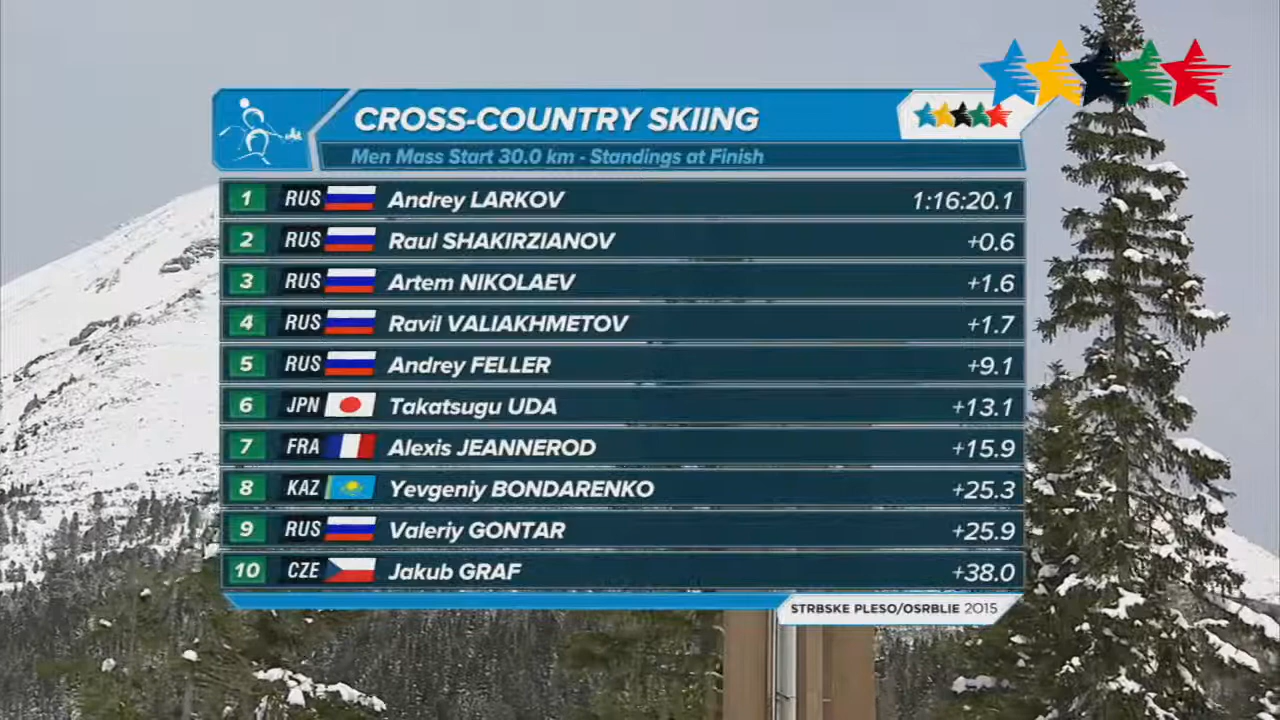 CROSS-COUNTRY SKIING
Men Mass Start 30.0 km - Standings at Finish
1 RUS Andrey LARKOV 1:16:20.1
2 RUS Raul SHAKIRZIANOV +0.6
3 RUS Artem NIKOLAEV +1.6
4 RUS Ravil VALIAKHMETOV +1.7
5 RUS Andrey FELLER +9.1
6 JPN Takatsugu UDA +13.1
7 FRA Alexis JEANNEROD +15.9
8 KAZ Yevgeniy BONDARENKO +25.3
9 RUS Valeriy GONTAR +25.9
10 CZE Jakub GRAF +38.0
STRBSKE PLESO/OSRBLIE 2015